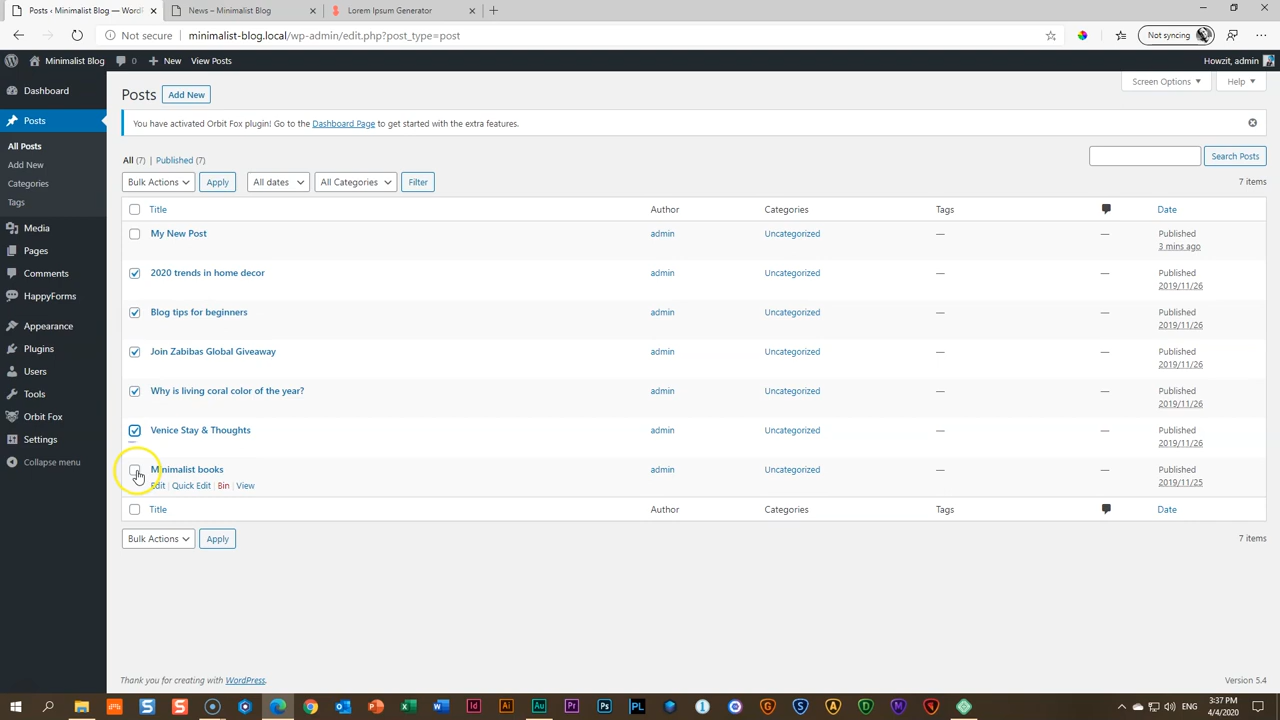 Posts ‹ Minimalist Blog — WordP
News – Minimalist Blog
Lorem Ipsum Generator
Not secure
minimalist-blog.local/wp-admin/edit.php?post_type=post
Not syncing
Minimalist Blog
0
New
View Posts
Howzit, admin
Dashboard
Posts
All Posts
Add New
Categories
Tags
Media
Pages
Comments
HappyForms
Appearance
Plugins
Users
Tools
Orbit Fox
Settings
Collapse menu
Screen Options
Help
Posts
Add New
You have activated Orbit Fox plugin! Go to the Dashboard Page to get started with the extra features.
All (7) | Published (7)
Search Posts
Bulk Actions
Apply
All dates
All Categories
Filter
7 items
Title Author Categories Tags Date
My New Post admin Uncategorized — — Published
3 mins ago
2020 trends in home decor admin Uncategorized — — Published
2019/11/26
Blog tips for beginners admin Uncategorized — — Published
2019/11/26
Join Zabibas Global Giveaway admin Uncategorized — — Published
2019/11/26
Why is living coral color of the year? admin Uncategorized — — Published
2019/11/26
Venice Stay & Thoughts admin Uncategorized — — Published
2019/11/26
Minimalist books admin Uncategorized — — Published
Edit | Quick Edit | Bin | View 2019/11/25
Title Author Categories Tags Date
Bulk Actions
Apply
7 items
Thank you for creating with WordPress.
Version 5.4
3:37 PM
4/4/2020